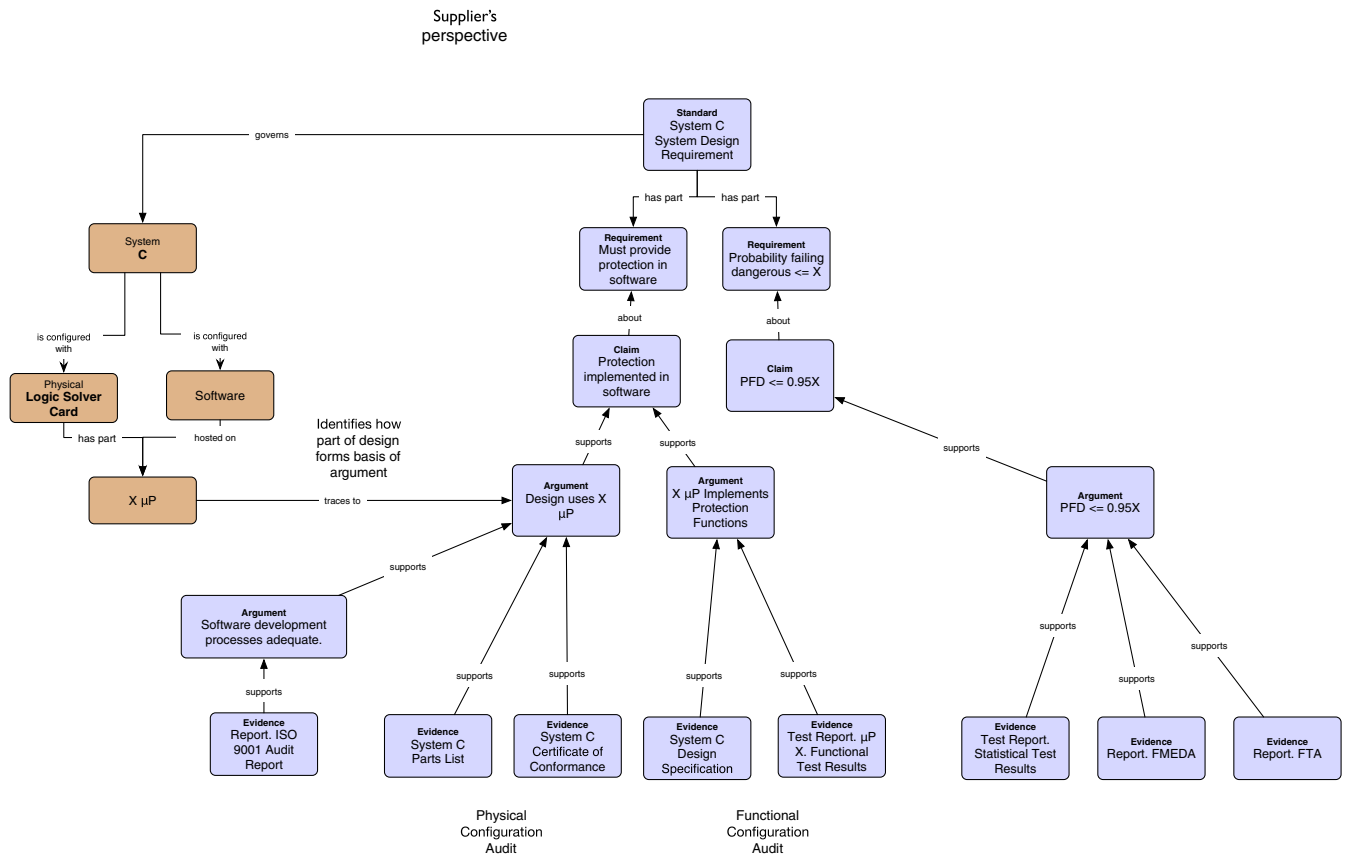 Supplier's
perspective
Standard
System C
System Design
Requirement
governs
has part
has part
System
C
Requirement
Must provide
protection in
software
Requirement
Probability failing
dangerous <= X
about
about
is configured
with
is configured
with
Claim
Protection
implemented in
software
Claim
PFD <= 0.95X
Physical
Logic Solver
Card
Software
has part
hosted on
Identifies how
part of design
forms basis of
argument
supports
supports
supports
X µP
traces to
Argument
Design uses X
µP
Argument
X µP Implements
Protection
Functions
Argument
PFD <= 0.95X
supports
Argument
Software development
processes adequate.
supports
supports
supports
supports
supports
supports
supports
supports
Evidence
Report. ISO
9001 Audit
Report
Evidence
System C
Parts List
Evidence
System C
Certificate of
Conformance
Evidence
System C
Design
Specification
Evidence
Test Report. µP
X. Functional
Test Results
Evidence
Test Report.
Statistical Test
Results
Evidence
Report. FMEDA
Evidence
Report. FTA
Physical
Configuration
Audit
Functional
Configuration
Audit